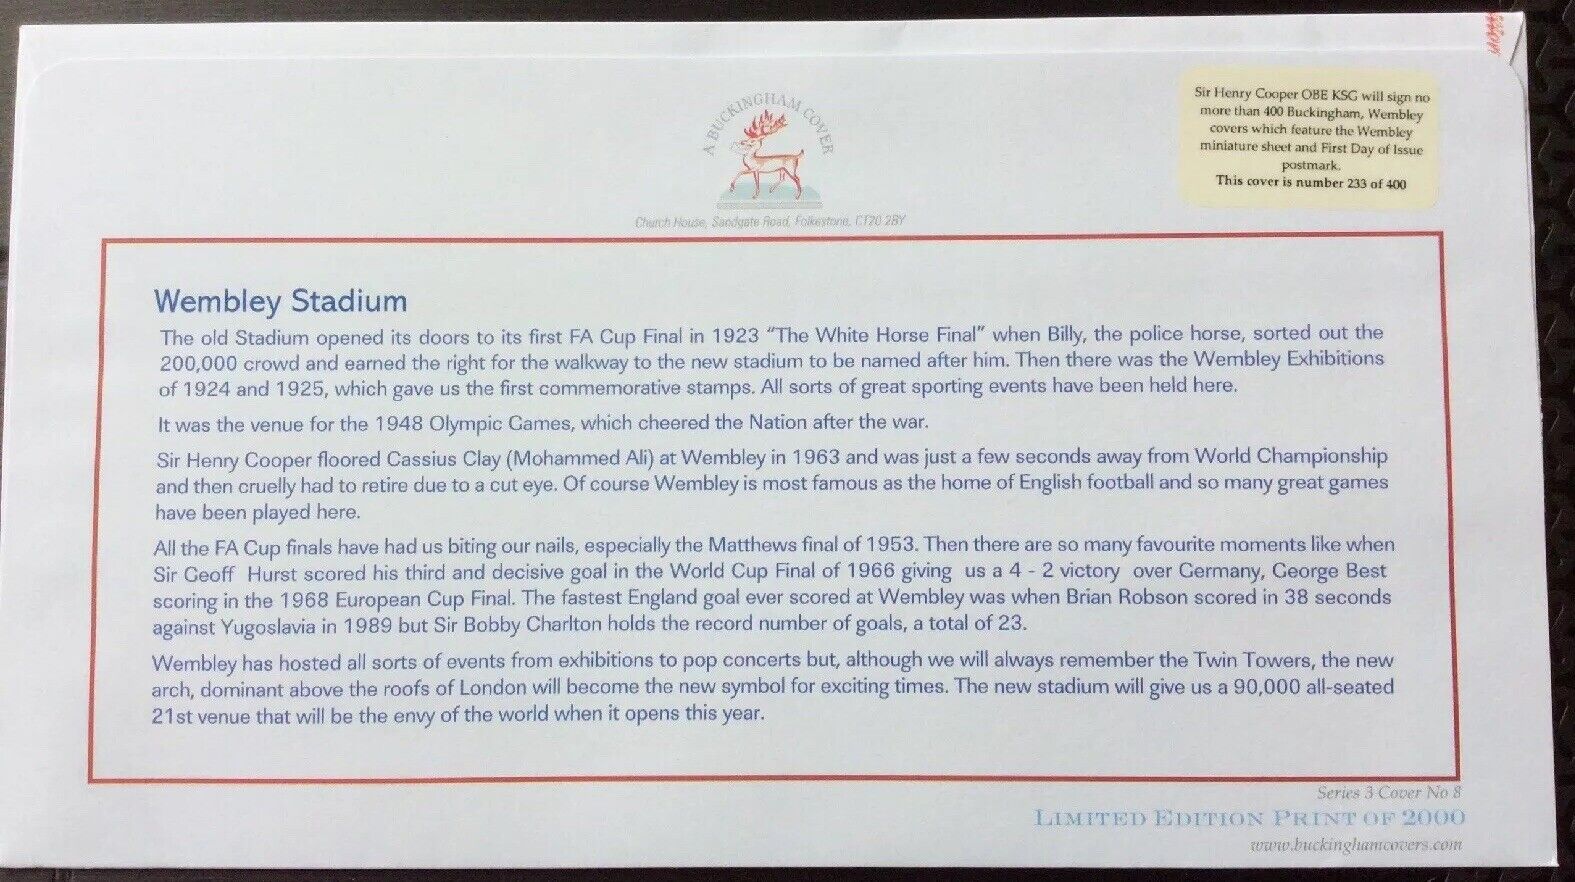 A BUCKINGHAM COVER
Church House, Sandgate Road, Folkestone, CT20 2BY
Sir Henry Cooper OBE KSG will sign no
more than 400 Buckingham, Wembley
covers which feature the Wembley
miniature sheet and First Day of Issue
postmark.
This cover is number 233 of 400
Wembley Stadium
The old Stadium opened its doors to its first FA Cup Final in 1923 “The White Horse Final” when Billy, the police horse, sorted out the
200,000 crowd and earned the right for the walkway to the new stadium to be named after him. Then there was the Wembley Exhibitions
of 1924 and 1925, which gave us the first commemorative stamps. All sorts of great sporting events have been held here.
It was the venue for the 1948 Olympic Games, which cheered the Nation after the war.
Sir Henry Cooper floored Cassius Clay (Mohammed Ali) at Wembley in 1963 and was just a few seconds away from World Championship
and then cruelly had to retire due to a cut eye. Of course Wembley is most famous as the home of English football and so many great games
have been played here.
All the FA Cup finals have had us biting our nails, especially the Matthews final of 1953. Then there are so many favourite moments like when
Sir Geoff Hurst scored his third and decisive goal in the World Cup Final of 1966 giving us a 4 - 2 victory over Germany, George Best
scoring in the 1968 European Cup Final. The fastest England goal ever scored at Wembley was when Brian Robson scored in 38 seconds
against Yugoslavia in 1989 but Sir Bobby Charlton holds the record number of goals, a total of 23.
Wembley has hosted all sorts of events from exhibitions to pop concerts but, although we will always remember the Twin Towers, the new
arch, dominant above the roofs of London will become the new symbol for exciting times. The new stadium will give us a 90,000 all-seated
21st venue that will be the envy of the world when it opens this year.
Series 3 Cover No 8
LIMITED EDITION PRINT OF 2000
www.buckinghamcovers.com